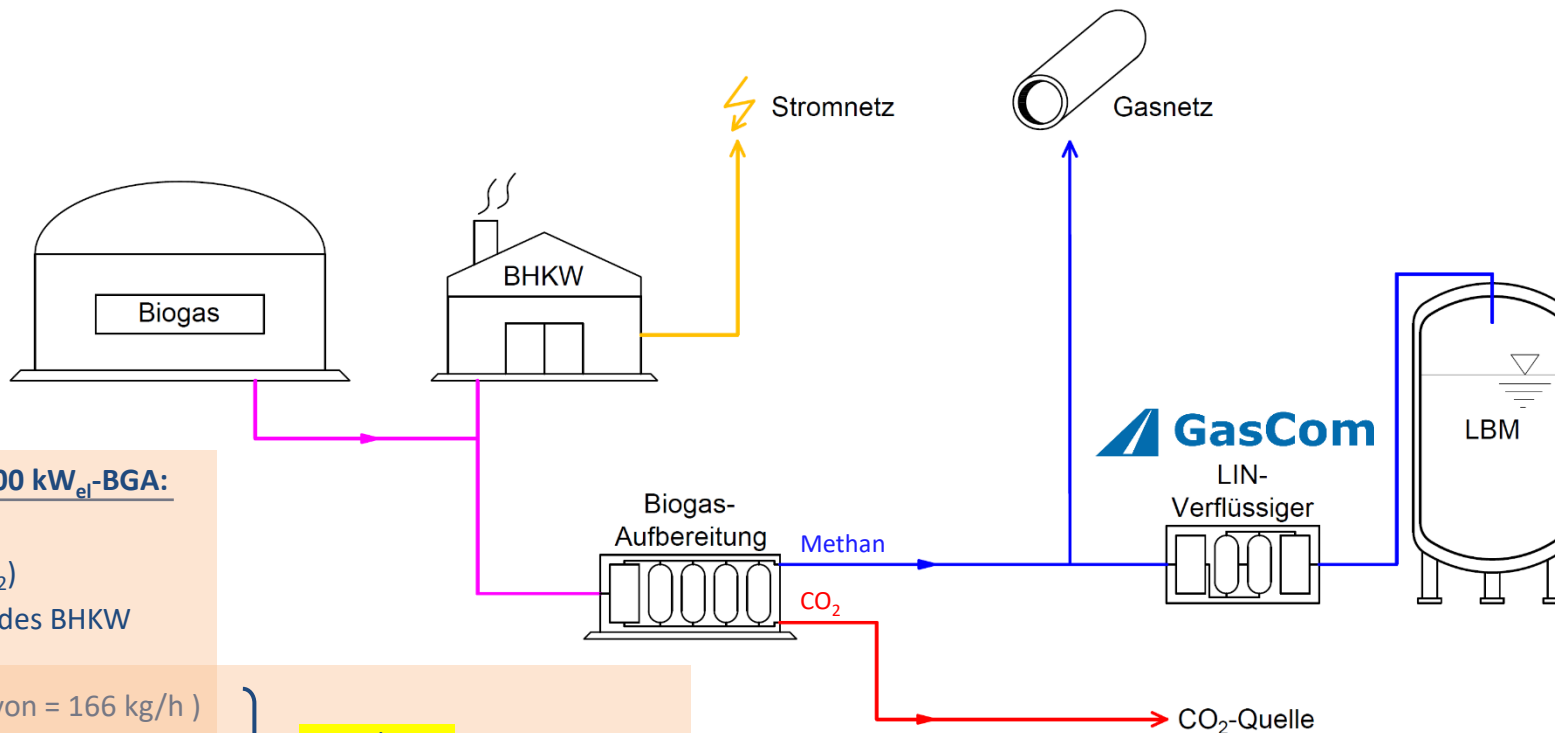 Stromnetz
Gasnetz
BHKW
Biogas
GasCom
LIN-
Verflüssiger
LBM
00 kWel-BGA:
Biogas-
Aufbereitung
Methan
2)
des BHKW
CO2
von = 166 kg/h )
CO2-Quelle